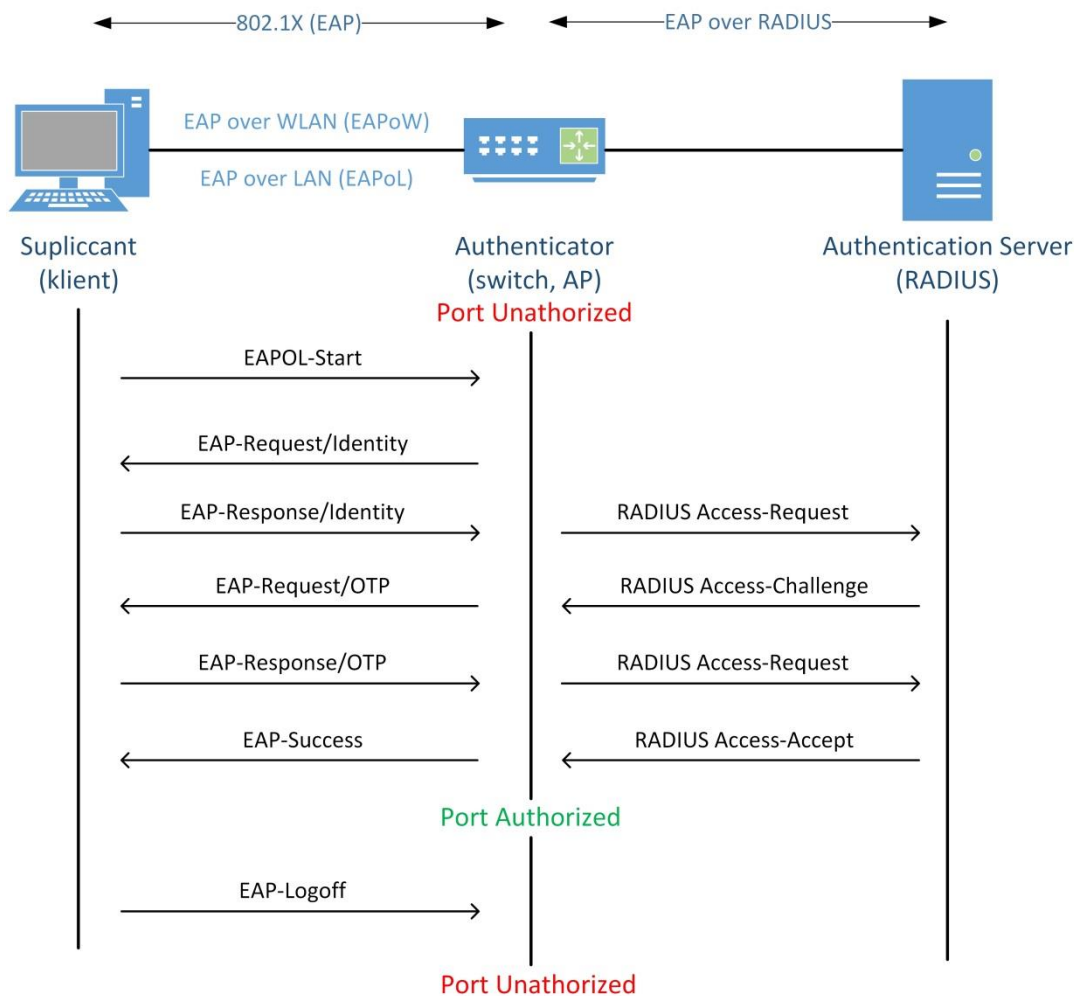 802.1X (EAP)
EAP over RADIUS
EAP over WLAN (EAPoW)
EAP over LAN (EAPoL)
Supliccant
(klient)
Authenticator
(switch, AP)
Authentication Server
(RADIUS)
Port Unathorized
EAPOL-Start
EAP-Request/Identity
EAP-Response/Identity
RADIUS Access-Request
EAP-Request/OTP
RADIUS Access-Challenge
EAP-Response/OTP
RADIUS Access-Request
EAP-Success
RADIUS Access-Accept
Port Authorized
EAP-Logoff
Port Unathorized